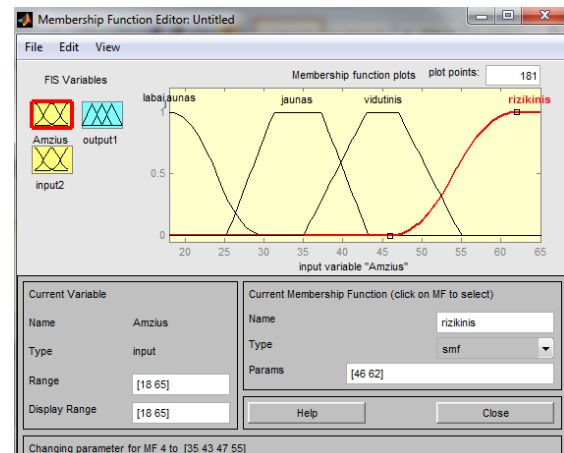 Membership Function Editor: Untitled
File Edit View
FIS Variables
Membership function plots plot points: 181
labai jaunas jaunas vidutinis rizikinis
1
0.5
0
Amzius output1
input2
20 25 30 35 40 45 50 55 60 65
input variable "Amzius"
Current Variable
Name Amzius
Type input
Range [18 65]
Display Range [18 65]
Current Membership Function (click on MF to select)
Name rizikinis
Type smf
Params [46 62]
Help Close
Changing parameter for MF 4 to [35 43 47 55]